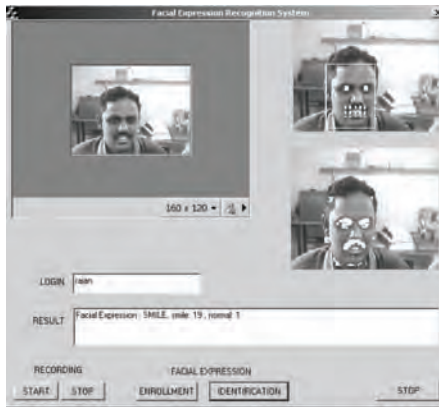 Facial Expression Recognition System
160 x 120
LOGIN
RESULT
Facial Expression : SMILE, smile: 19, normal: 1
RECORDING
FACIAL EXPRESSION
START
STOP
ENROLLMENT
IDENTIFICATION
STOP